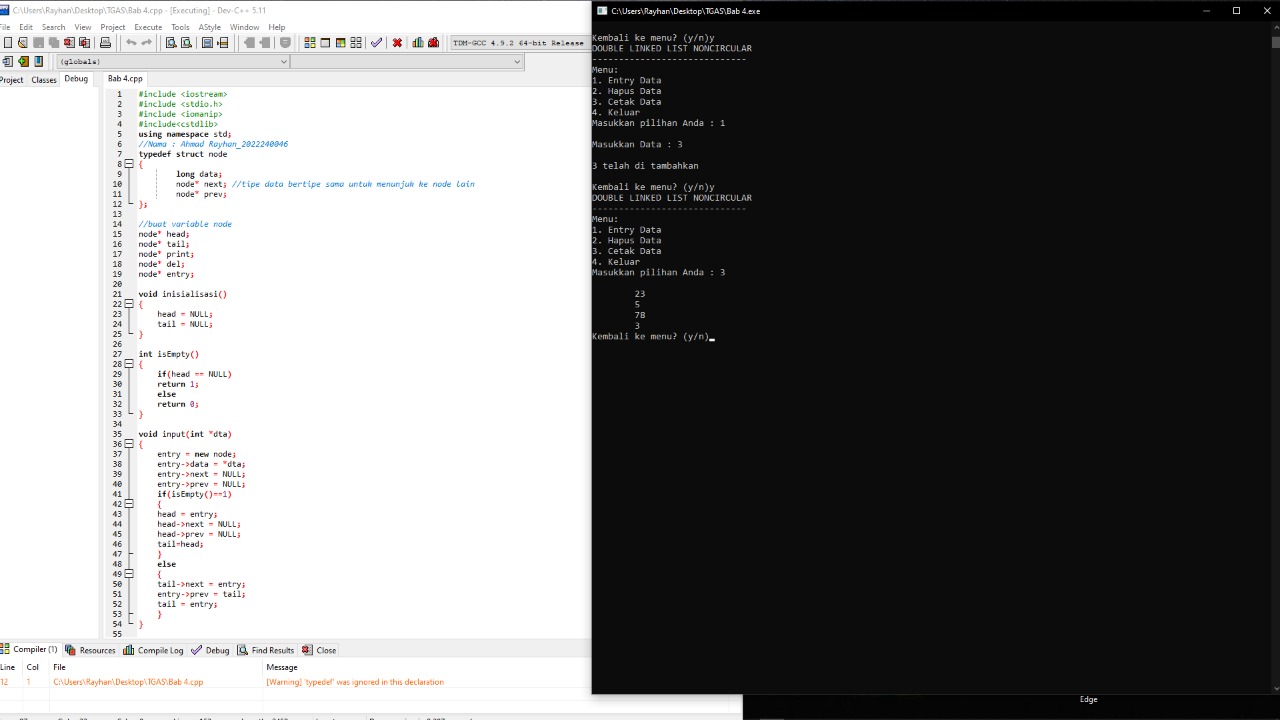 C:\Users\Rayhan\Desktop\TGAS\Bab 4.cpp - [Executing] - Dev-C++ 5.11
File Edit Search View Project Execute Tools AStyle Window Help
TDM-GCC 4.9.2 64-bit Release
(globals)
Project Classes Debug
Bab 4.cpp
1 #include <iostream>
2 #include <stdio.h>
3 #include <iomanip>
4 #include<cstdlib>
5 using namespace std;
6 //Nama : Ahmad Rayhan_2022240046
7 typedef struct node
8 {
9 long data;
10 node* next; //tipe data bertipe sama untuk menunjuk ke node lain
11 node* prev;
12 };
13
14 //buat variable node
15 node* head;
16 node* tail;
17 node* print;
18 node* del;
19 node* entry;
20
21 void inisialisasi()
22 {
23 head = NULL;
24 tail = NULL;
25 }
26
27 int isEmpty()
28 {
29 if(head == NULL)
30 return 1;
31 else
32 return 0;
33 }
34
35 void input(int *dta)
36 {
37 entry = new node;
38 entry->data = *dta;
39 entry->next = NULL;
40 entry->prev = NULL;
41 if(isEmpty()==1)
42 {
43 head = entry;
44 head->next = NULL;
45 head->prev = NULL;
46 tail=head;
47 }
48 else
49 {
50 tail->next = entry;
51 entry->prev = tail;
52 tail = entry;
53 }
54 }
55
Compiler (1) Resources Compile Log Debug Find Results Close
Line Col File Message
12 1 C:\Users\Rayhan\Desktop\TGAS\Bab 4.cpp [Warning] 'typedef' was ignored in this declaration
C:\Users\Rayhan\Desktop\TGAS\Bab 4.exe
Kembali ke menu? (y/n)y
DOUBLE LINKED LIST NONCIRCULAR
-----------------------------
Menu:
1. Entry Data
2. Hapus Data
3. Cetak Data
4. Keluar
Masukkan pilihan Anda : 1
Masukkan Data : 3
3 telah di tambahkan
Kembali ke menu? (y/n)y
DOUBLE LINKED LIST NONCIRCULAR
-----------------------------
Menu:
1. Entry Data
2. Hapus Data
3. Cetak Data
4. Keluar
Masukkan pilihan Anda : 3
23
5
78
3
Kembali ke menu? (y/n)
Edge